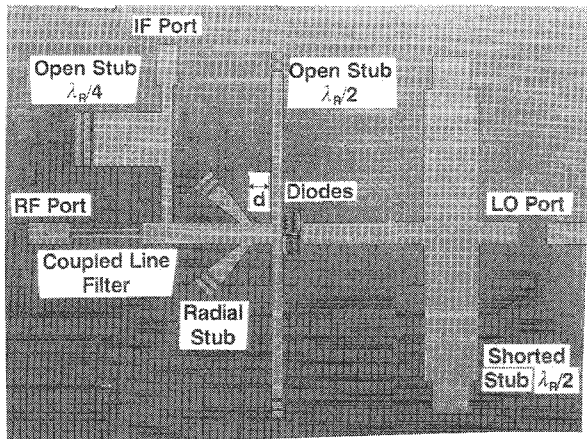 IF Port
Open Stub
λR/4
Open Stub
λR/2
d
Diodes
RF Port
LO Port
Coupled Line
Filter
Radial
Stub
Shorted
Stub λR/2